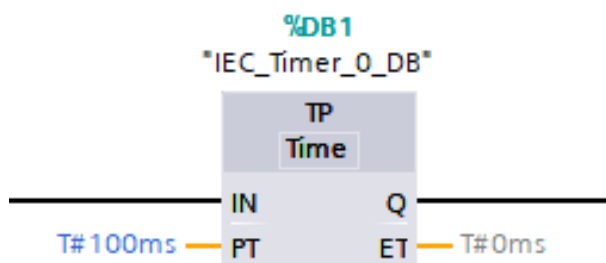 %DB1
"IEC_Timer_0_DB"
TP
Time
IN Q
T#100ms PT ET T#0ms